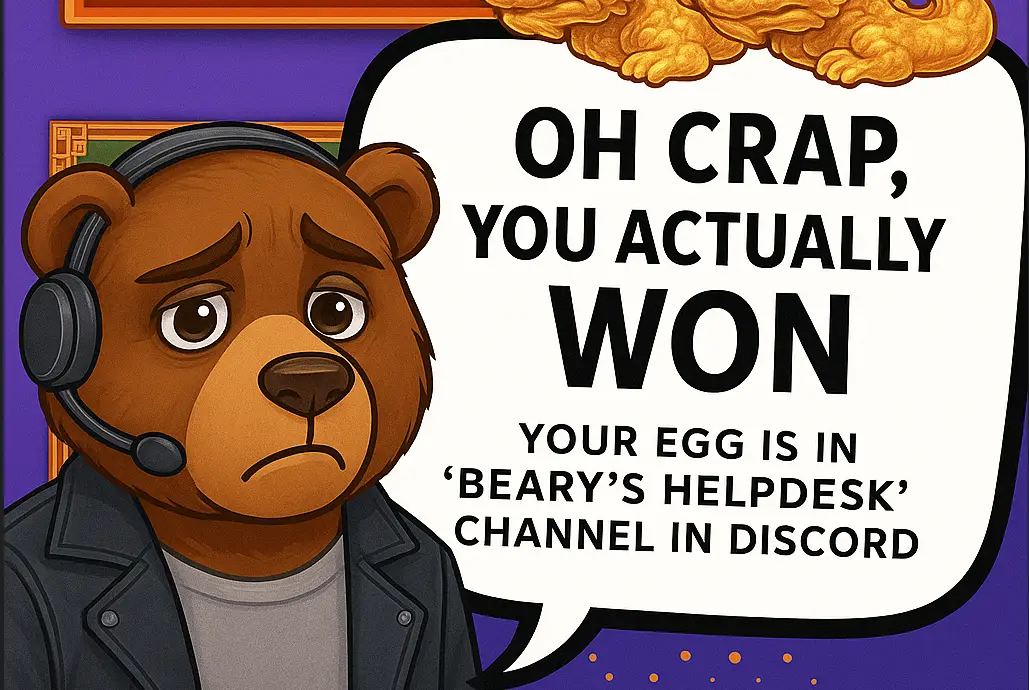 OH CRAP,
YOU ACTUALLY
WON
YOUR EGG IS IN
‘BEARY’S HELPDESK’
CHANNEL IN DISCORD